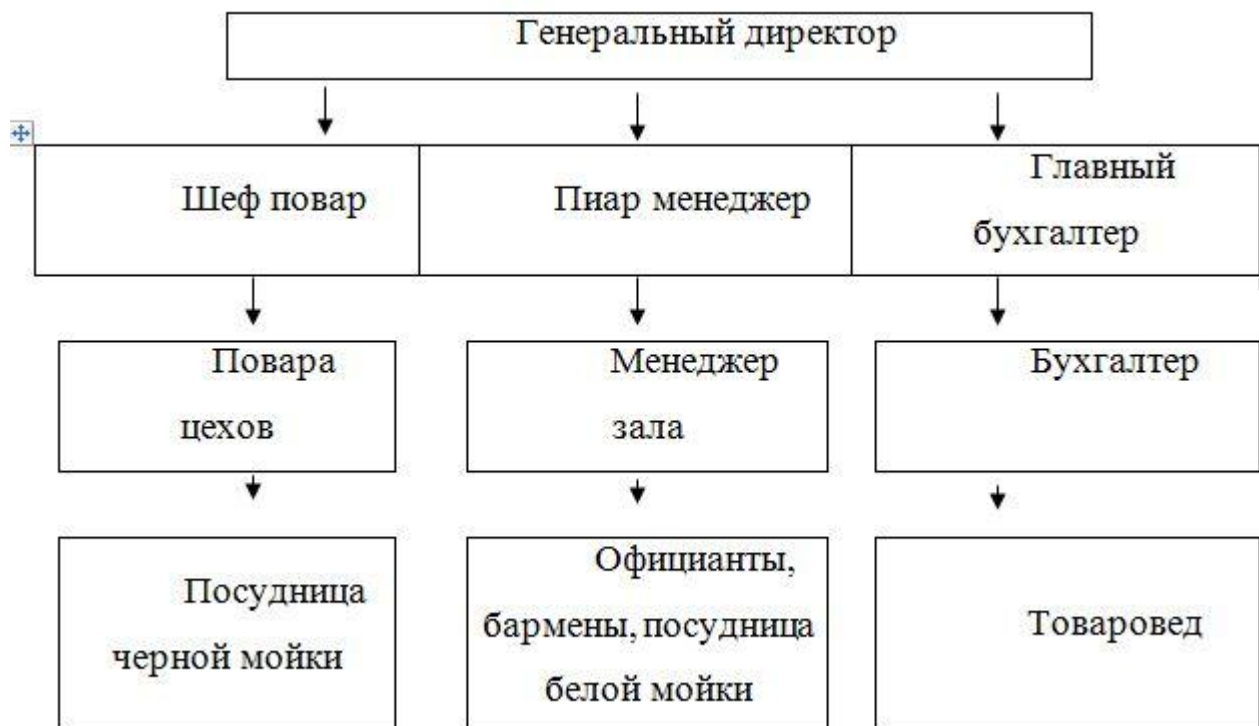 Генеральный директор
Шеф повар
Пиар менеджер
Главный
бухгалтер
Повара
цехов
Менеджер
зала
Бухгалтер
Посудница
черной мойки
Официанты,
бармены, посудница
белой мойки
Товаровед